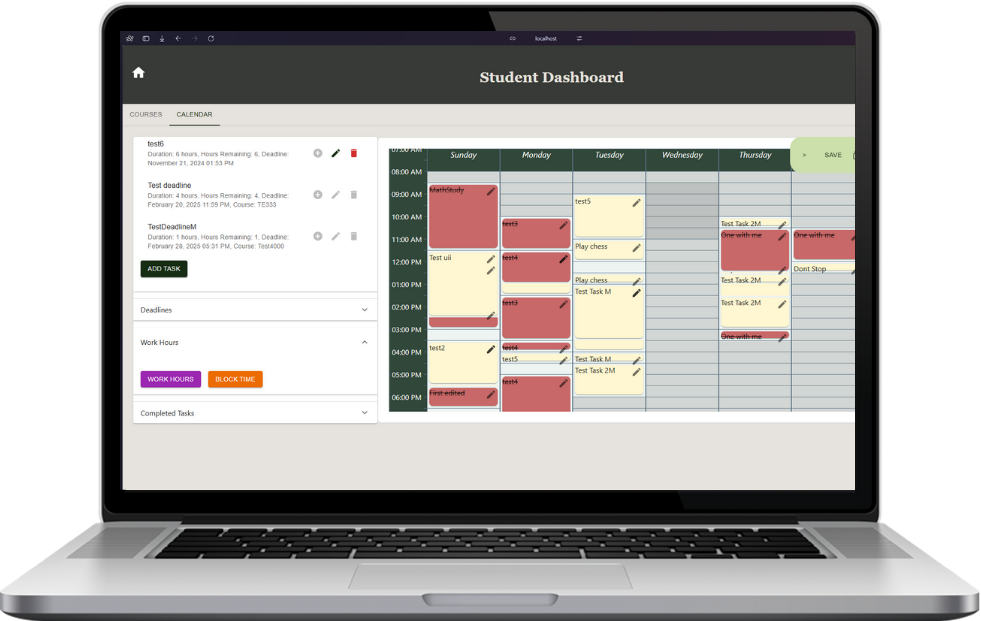 localhost
Student Dashboard
COURSES
CALENDAR
test6
Duration: 6 hours, Hours Remaining: 6, Deadline:
November 21, 2024 01:53 PM
Test deadline
Duration: 4 hours, Hours Remaining: 4, Deadline:
February 20, 2025 11:59 PM, Course: TE333
TestDeadlineM
Duration: 1 hours, Hours Remaining: 1, Deadline:
February 28, 2025 05:31 PM, Course: Test4000
ADD TASK
Deadlines
Work Hours
WORK HOURS
BLOCK TIME
Completed Tasks
> SAVE
Sunday
Monday
Tuesday
Wednesday
Thursday
07:00 AM
08:00 AM
09:00 AM
10:00 AM
11:00 AM
12:00 PM
01:00 PM
02:00 PM
03:00 PM
04:00 PM
05:00 PM
06:00 PM
MathStudy
Test uii
test2
First edited
test3
test4
test3
test4
test5
test4
test5
Play chess
Play chess
Test Task M
Test Task M
Test Task 2M
Test Task 2M
One with me
Test Task 2M
Test Task 2M
One with me
One with me
Dont Stop